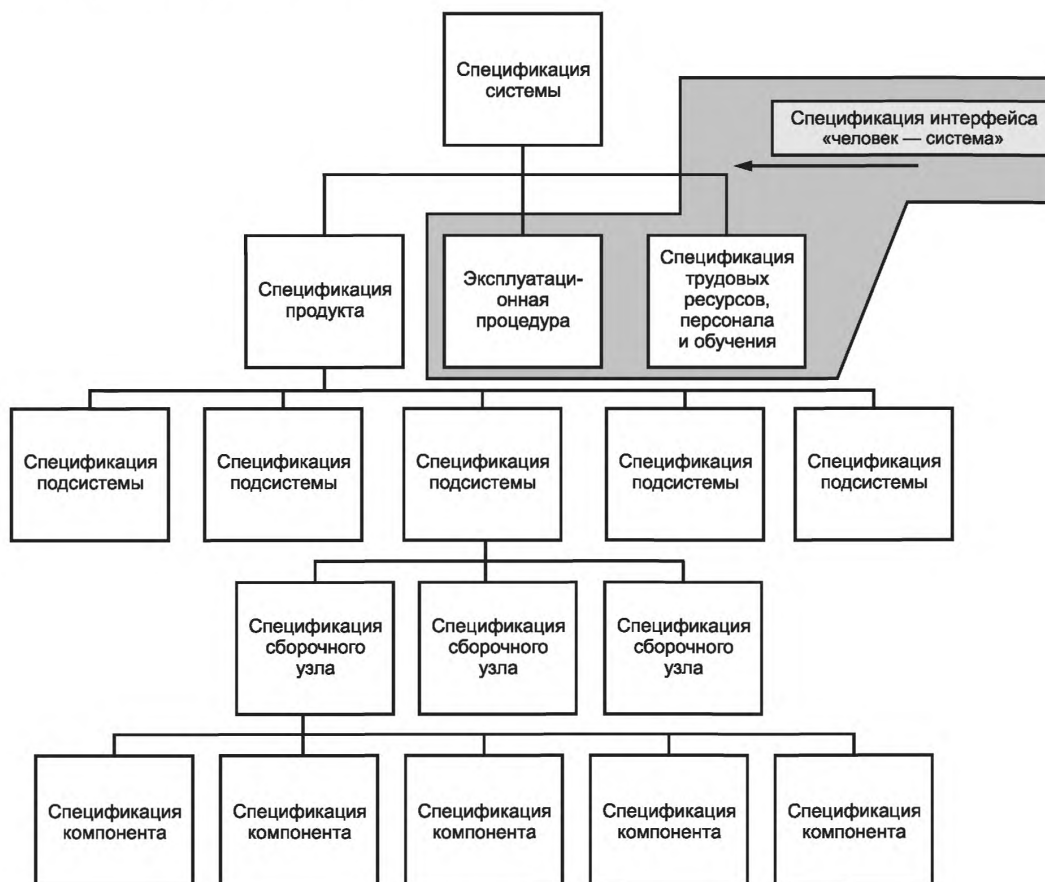 Спецификация
системы
Спецификация интерфейса
«человек — система»
Спецификация
продукта
Эксплуатаци-
онная
процедура
Спецификация
трудовых
ресурсов,
персонала
и обучения
Спецификация
подсистемы
Спецификация
подсистемы
Спецификация
подсистемы
Спецификация
подсистемы
Спецификация
подсистемы
Спецификация
сборочного
узла
Спецификация
сборочного
узла
Спецификация
сборочного
узла
Спецификация
компонента
Спецификация
компонента
Спецификация
компонента
Спецификация
компонента
Спецификация
компонента